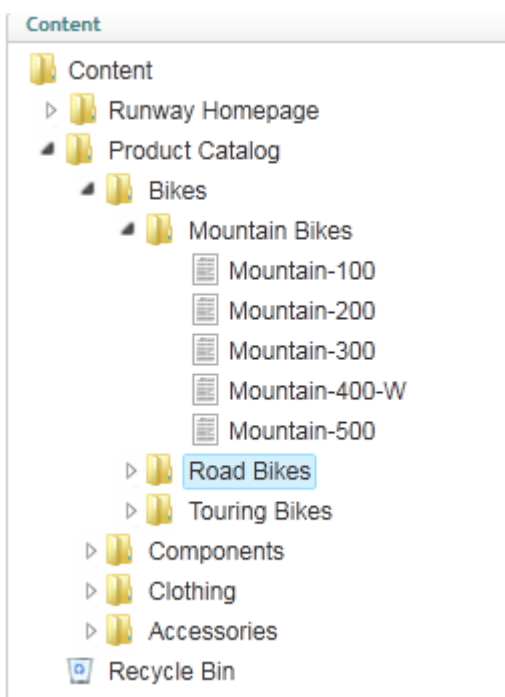 Content
Content
Runway Homepage
Product Catalog
Bikes
Mountain Bikes
Mountain-100
Mountain-200
Mountain-300
Mountain-400-W
Mountain-500
Road Bikes
Touring Bikes
Components
Clothing
Accessories
Recycle Bin